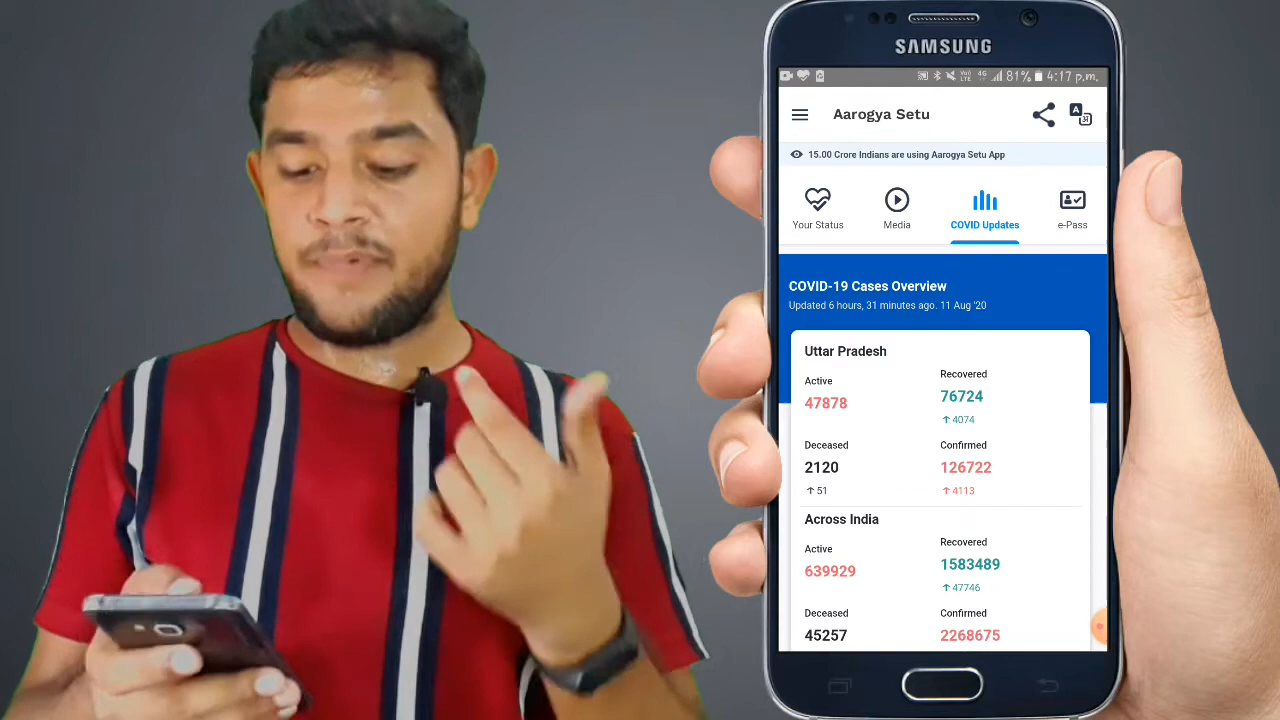 SAMSUNG
VoD LTE 4G 81% 4:17 p.m.
Aarogya Setu
A
15.00 Crore Indians are using Aarogya Setu App
Your Status Media COVID Updates e-Pass
COVID-19 Cases Overview
Updated 6 hours, 31 minutes ago. 11 Aug '20
Uttar Pradesh
Active Recovered
47878 76724
↑ 4074
Deceased Confirmed
2120 126722
↑ 51 ↑ 4113
Across India
Active Recovered
639929 1583489
↑ 47746
Deceased Confirmed
45257 2268675